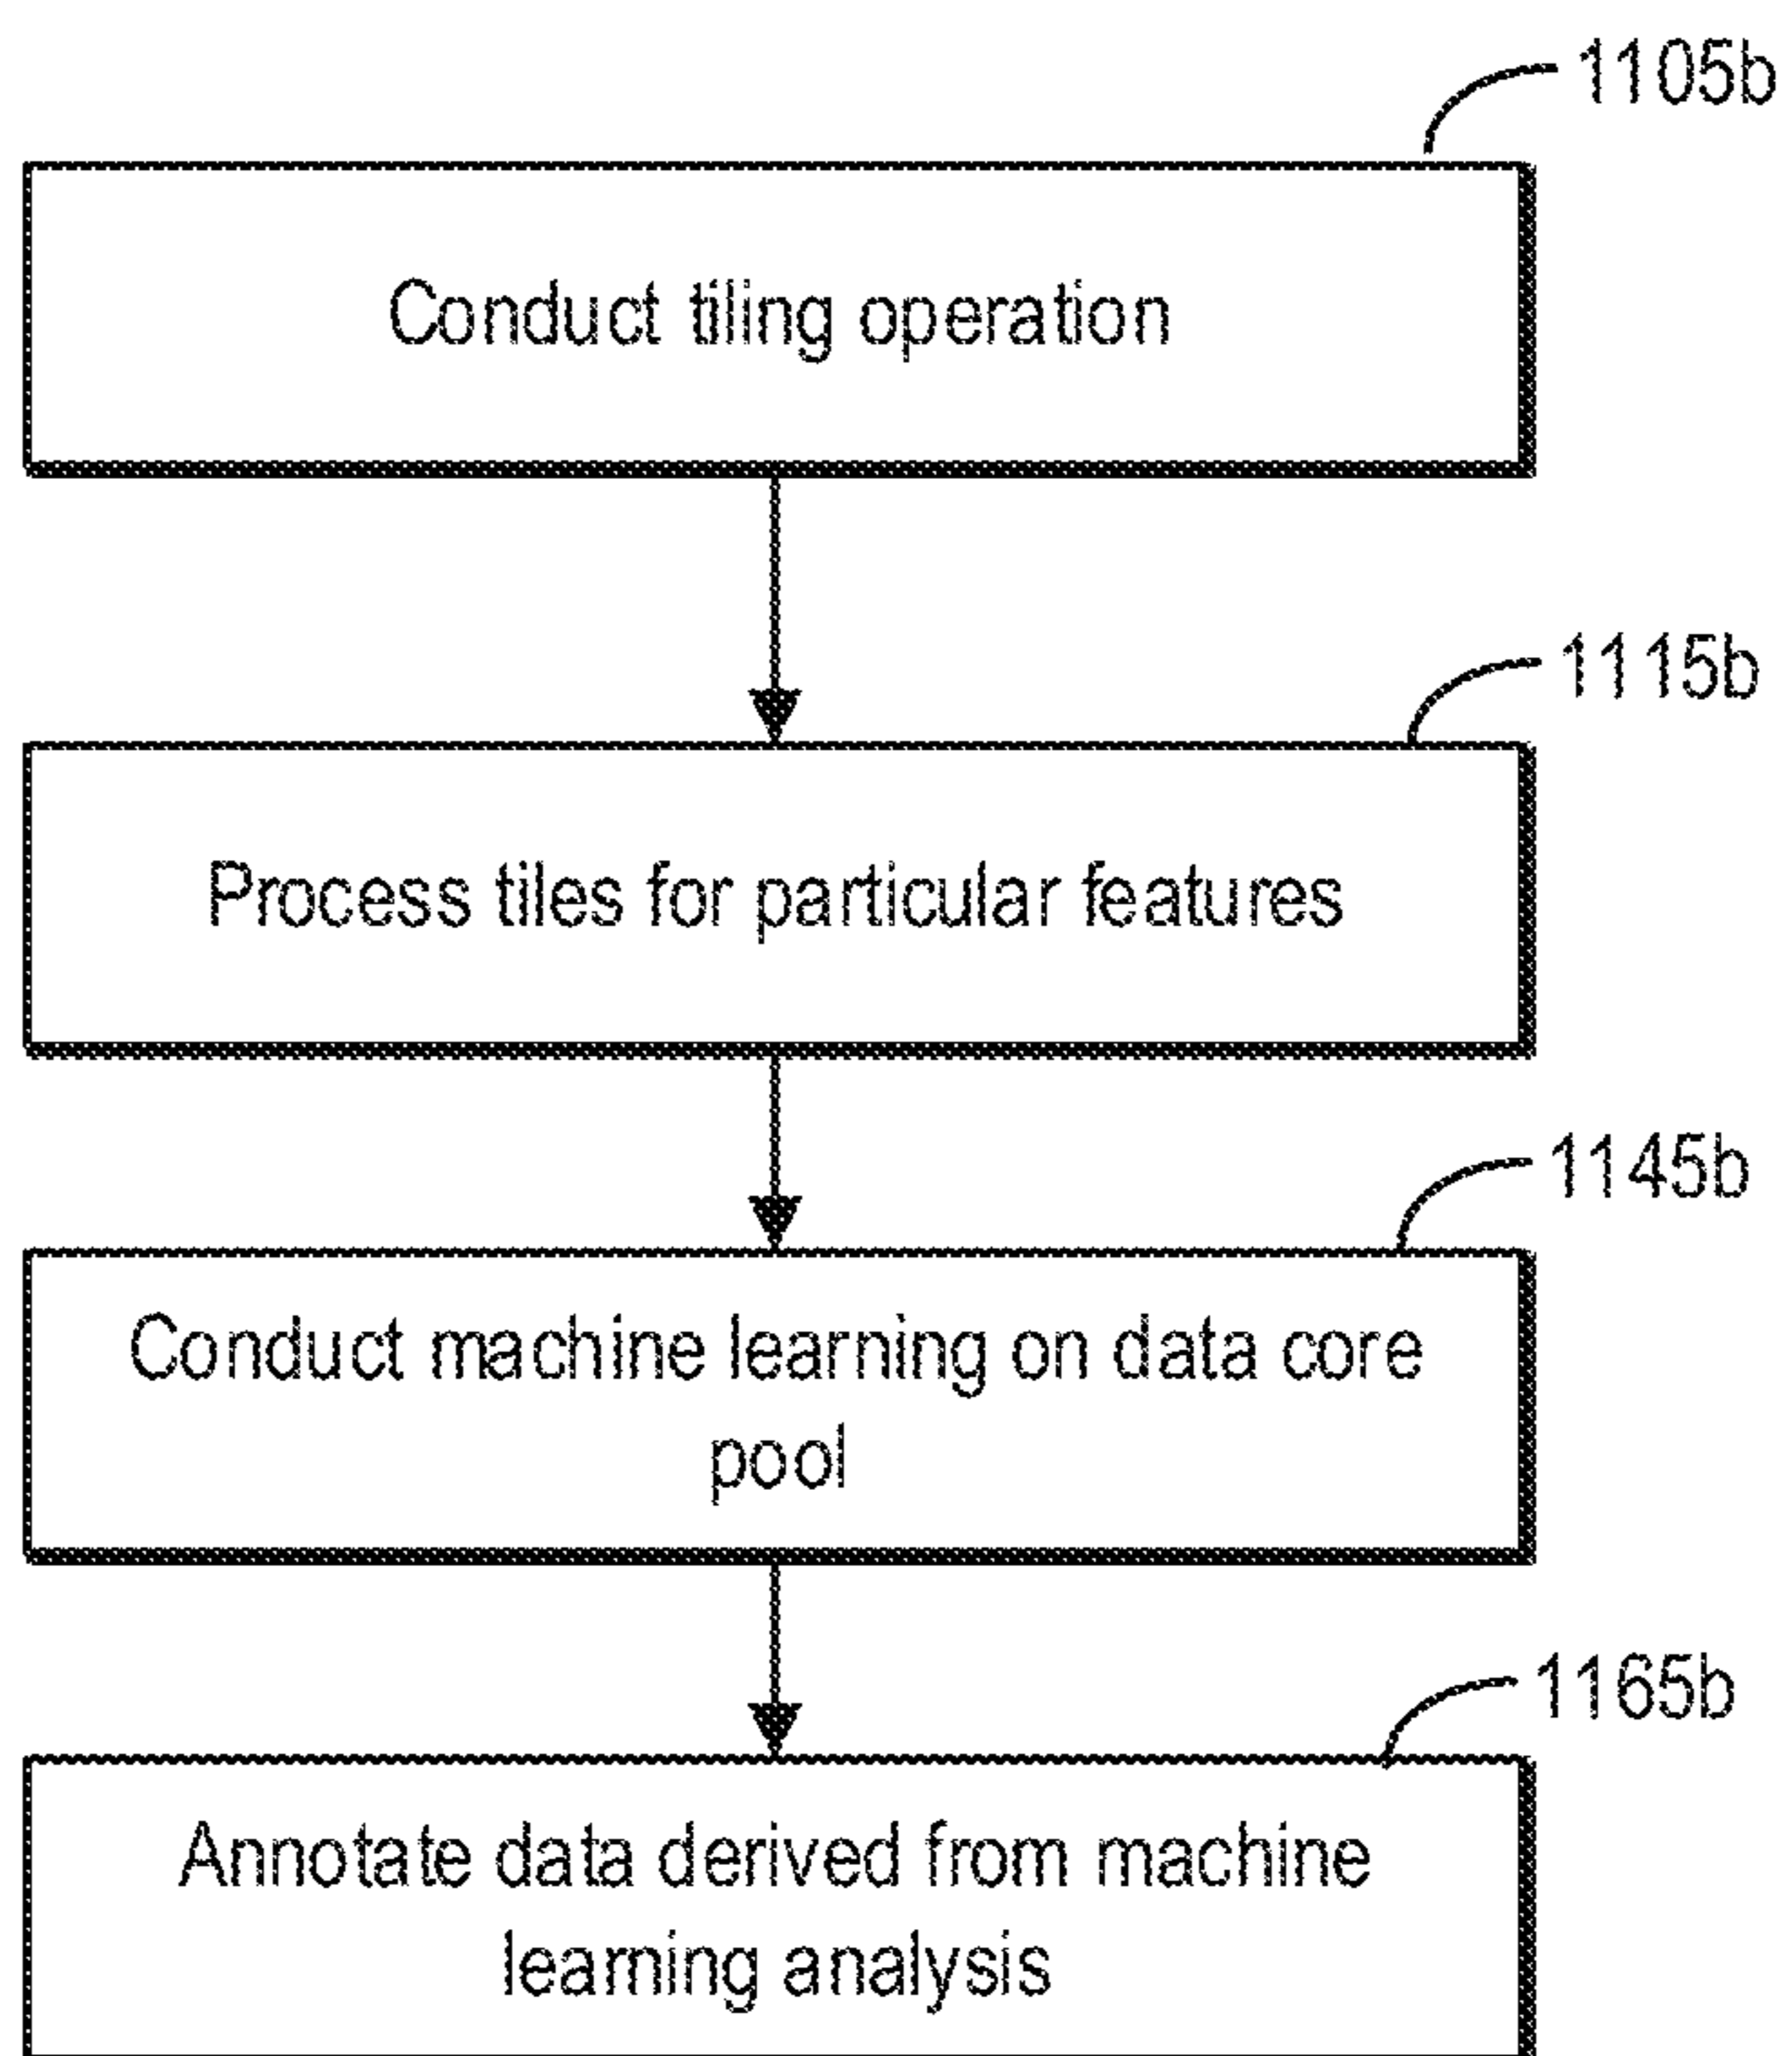 1105b
Conduct tiling operation
1115b
Process tiles for particular features
1145b
Conduct machine learning on data core
pool
1165b
Annotate data derived from machine
learning analysis